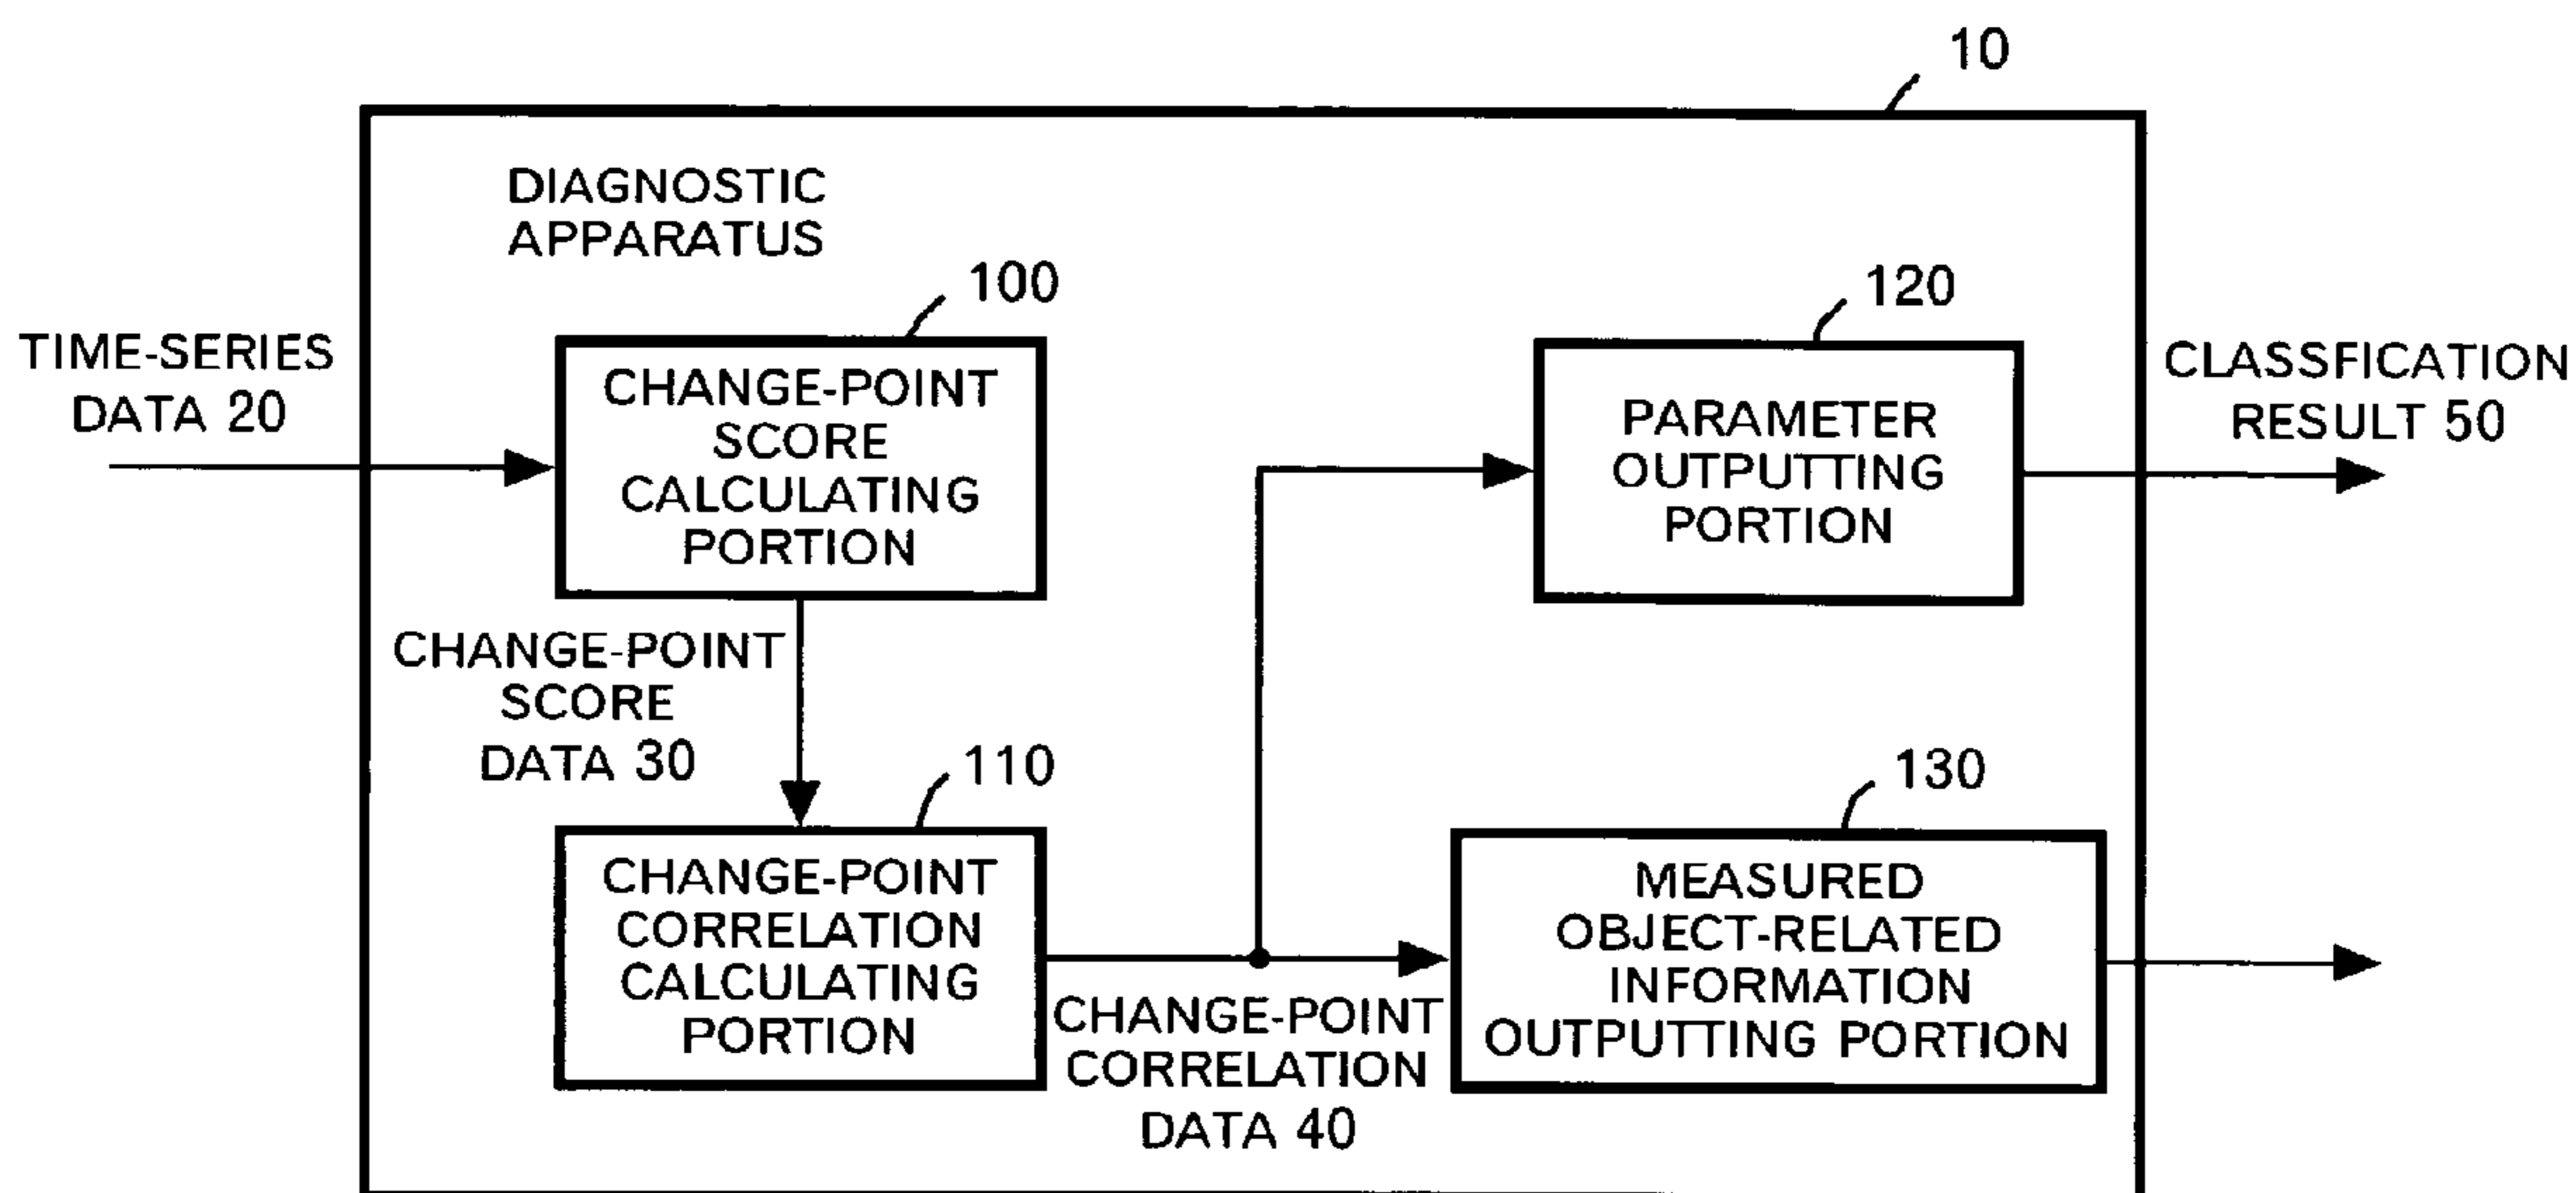 10
DIAGNOSTIC
APPARATUS
100
120
TIME-SERIES
DATA 20
CHANGE-POINT
SCORE
CALCULATING
PORTION
PARAMETER
OUTPUTTING
PORTION
CLASSFICATION
RESULT 50
CHANGE-POINT
SCORE
DATA 30
110
130
CHANGE-POINT
CORRELATION
CALCULATING
PORTION
MEASURED
OBJECT-RELATED
INFORMATION
OUTPUTTING PORTION
CHANGE-POINT
CORRELATION
DATA 40